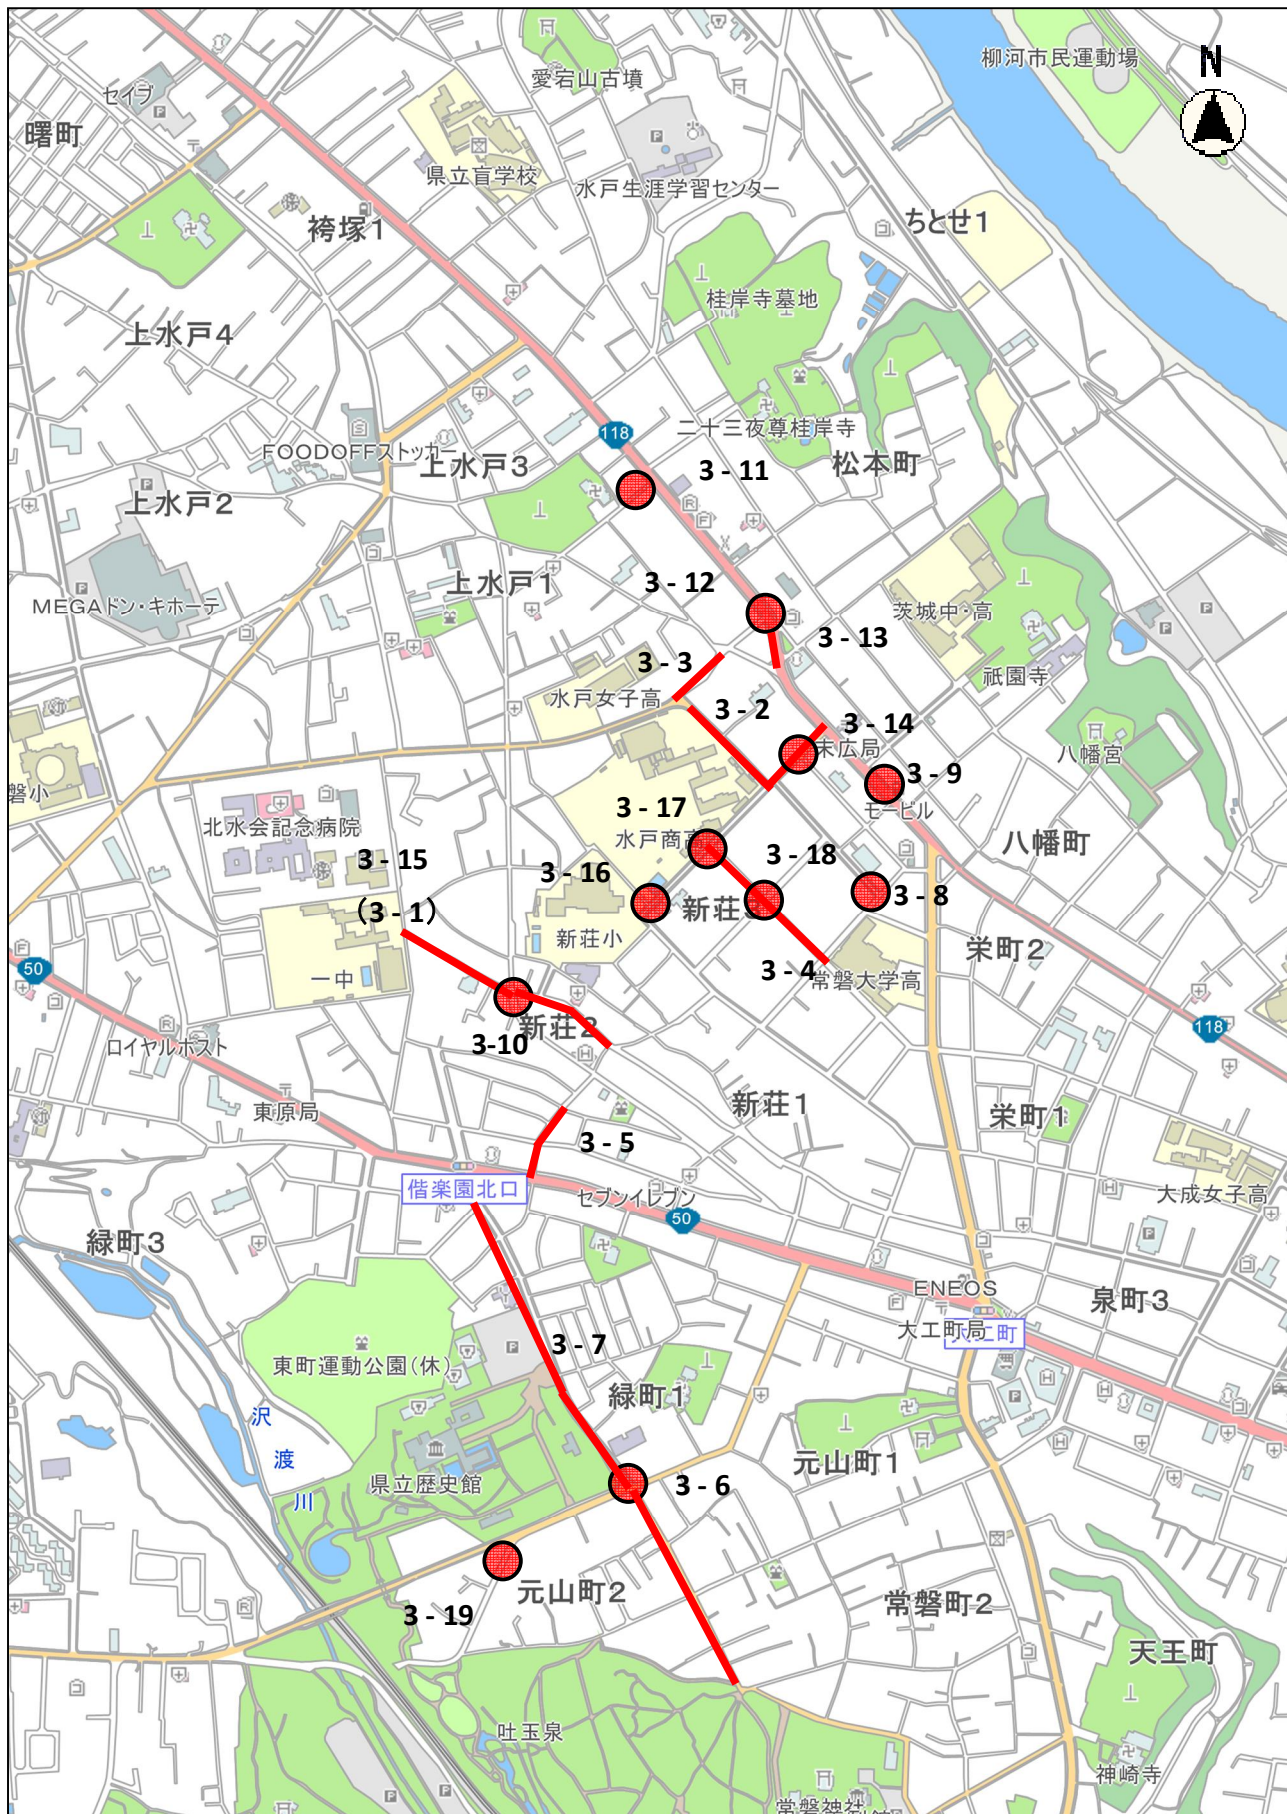 柳河市民運動場
N
愛宕山古墳
セイブ
曙町
県立盲学校
水戸生涯学習センター
ちとせ1
袴塚1
桂岸寺墓地
上水戸4
118
二十三夜尊桂岸寺
FOODOFFストッカー
上水戸3
松本町
3 - 11
上水戸2
3 - 12
上水戸1
MEGAドン・キホーテ
茨城中・高
3 - 13
3 - 3
祇園寺
水戸女子高
3 - 2
3 - 14
末広局
八幡宮
3 - 9
モービル
3 - 17
北水会記念病院
水戸商高
八幡町
3 - 15
3 - 16
3 - 18
(3 - 1)
3 - 8
新荘3
新荘小
栄町2
50
一中
3 - 4
常磐大学高
新荘2
118
3-10
ロイヤルホスト
新荘1
東原局
栄町1
3 - 5
偕楽園北口
セブンイレブン
大成女子高
50
緑町3
ENEOS
泉町3
大工町局
大工町
3 - 7
東町運動公園(休)
緑町1
沢
渡
川
県立歴史館
元山町1
3 - 6
元山町2
常磐町2
3 - 19
天王町
吐玉泉
神崎寺
常磐神社